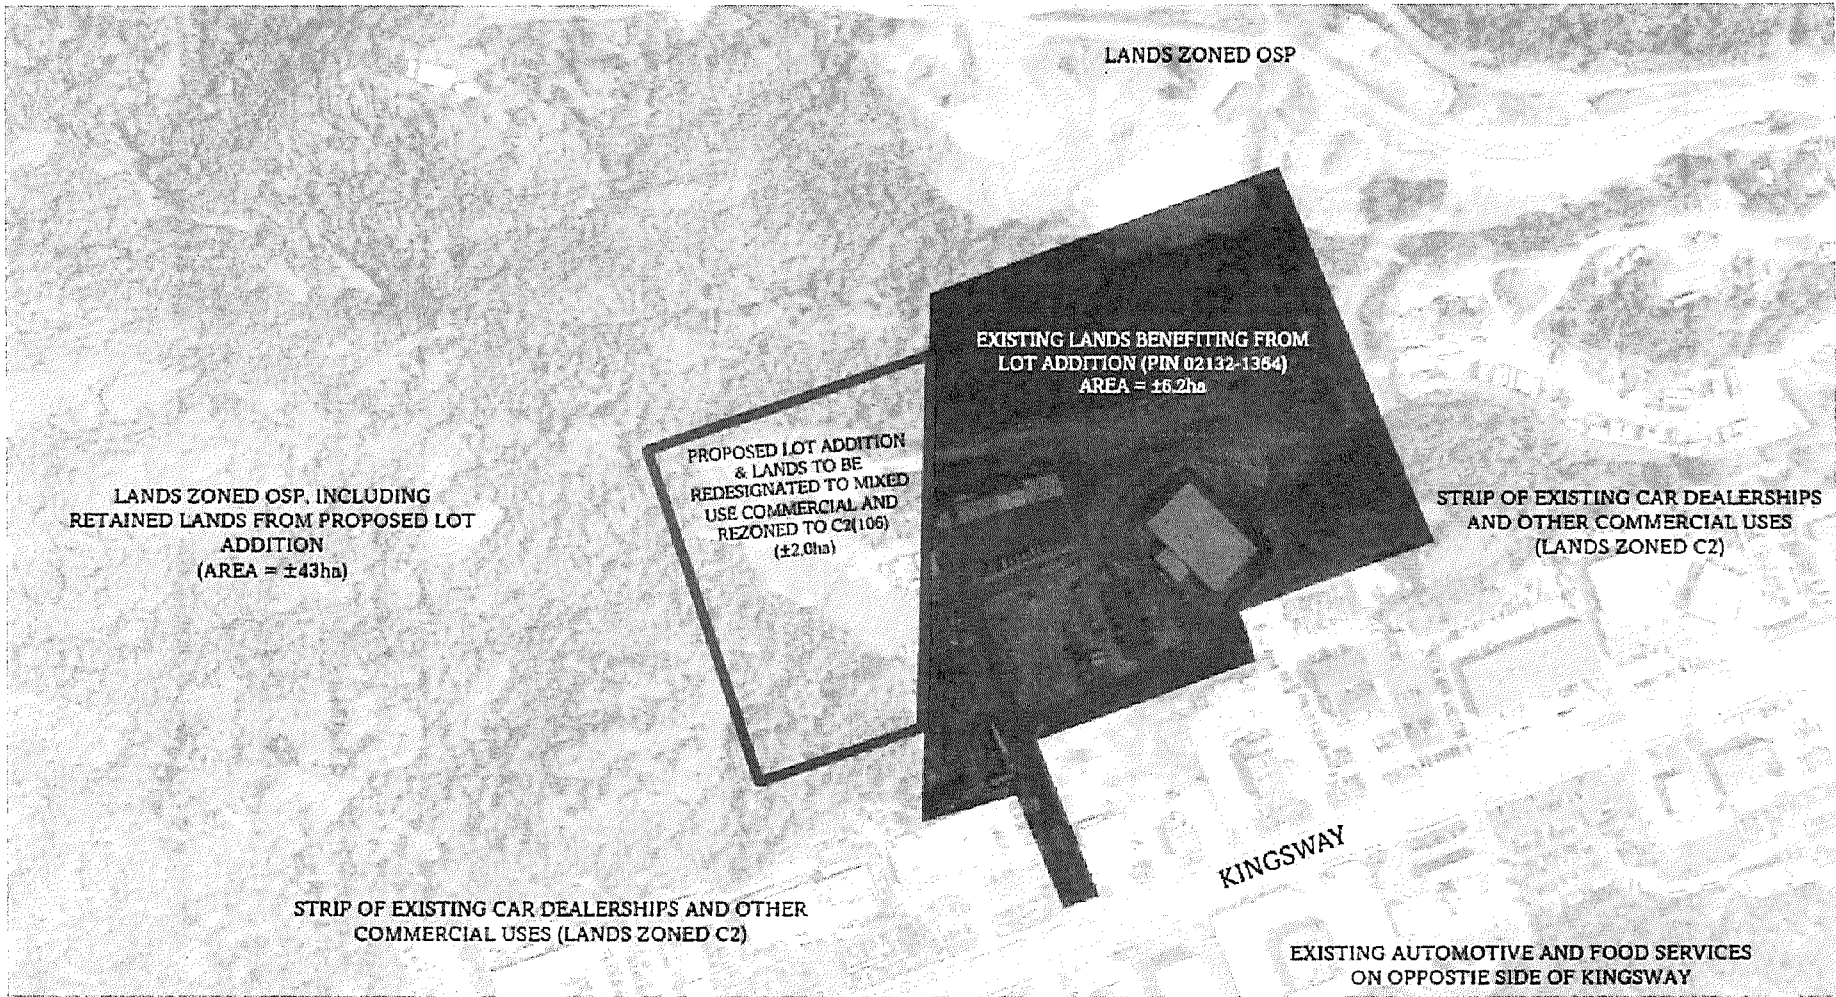 LANDS ZONED OSP
EXISTING LANDS BENEFITING FROM
LOT ADDITION (PIN 02132-1364)
AREA = ±6.2ha
PROPOSED LOT ADDITION
& LANDS TO BE
REDESIGNATED TO MIXED
USE COMMERCIAL AND
REZONED TO C2(106)
(±2.0ha)
LANDS ZONED OSP, INCLUDING
RETAINED LANDS FROM PROPOSED LOT
ADDITION
(AREA = ±43ha)
STRIP OF EXISTING CAR DEALERSHIPS
AND OTHER COMMERCIAL USES
(LANDS ZONED C2)
KINGSWAY
STRIP OF EXISTING CAR DEALERSHIPS AND OTHER
COMMERCIAL USES (LANDS ZONED C2)
EXISTING AUTOMOTIVE AND FOOD SERVICES
ON OPPOSTIE SIDE OF KINGSWAY